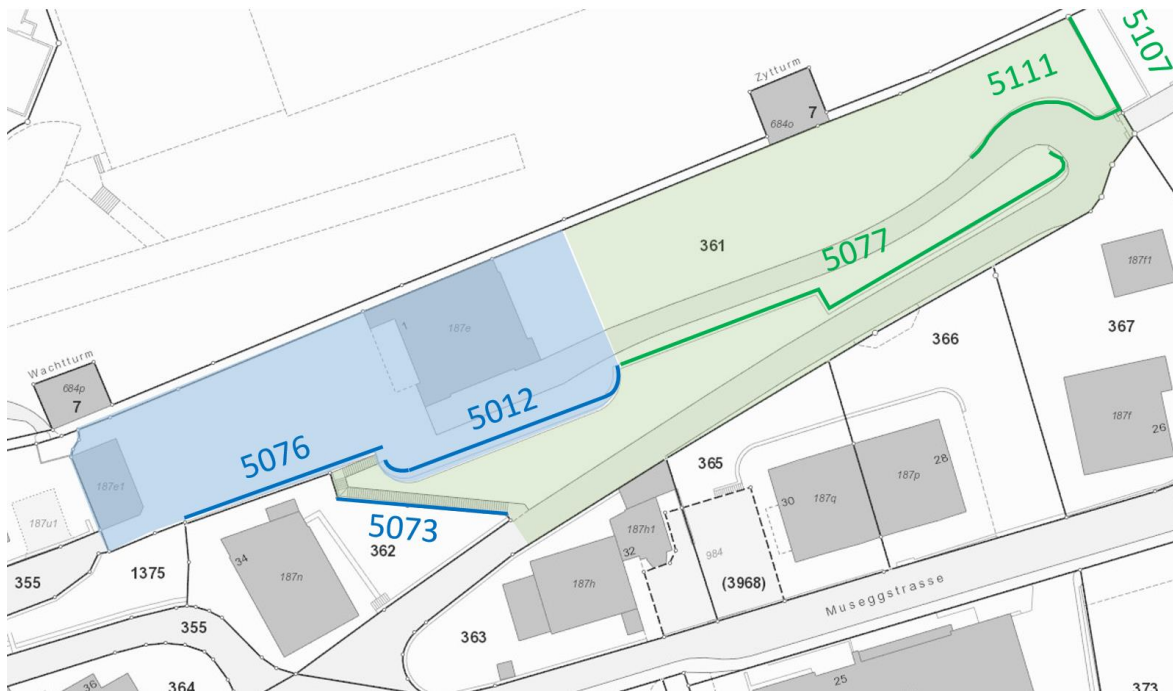 5107
5111
Zytturm
684o
7
361
5077
187f1
367
366
1
187e
Wachtturm
684p
7
5012
5076
187e1
187u1
5073
362
34
187n
355
1375
365
187f
26
28
187p
187q
30
187h1
32
984
(3968)
187h
Museggstrasse
363
355
364
36
25
373